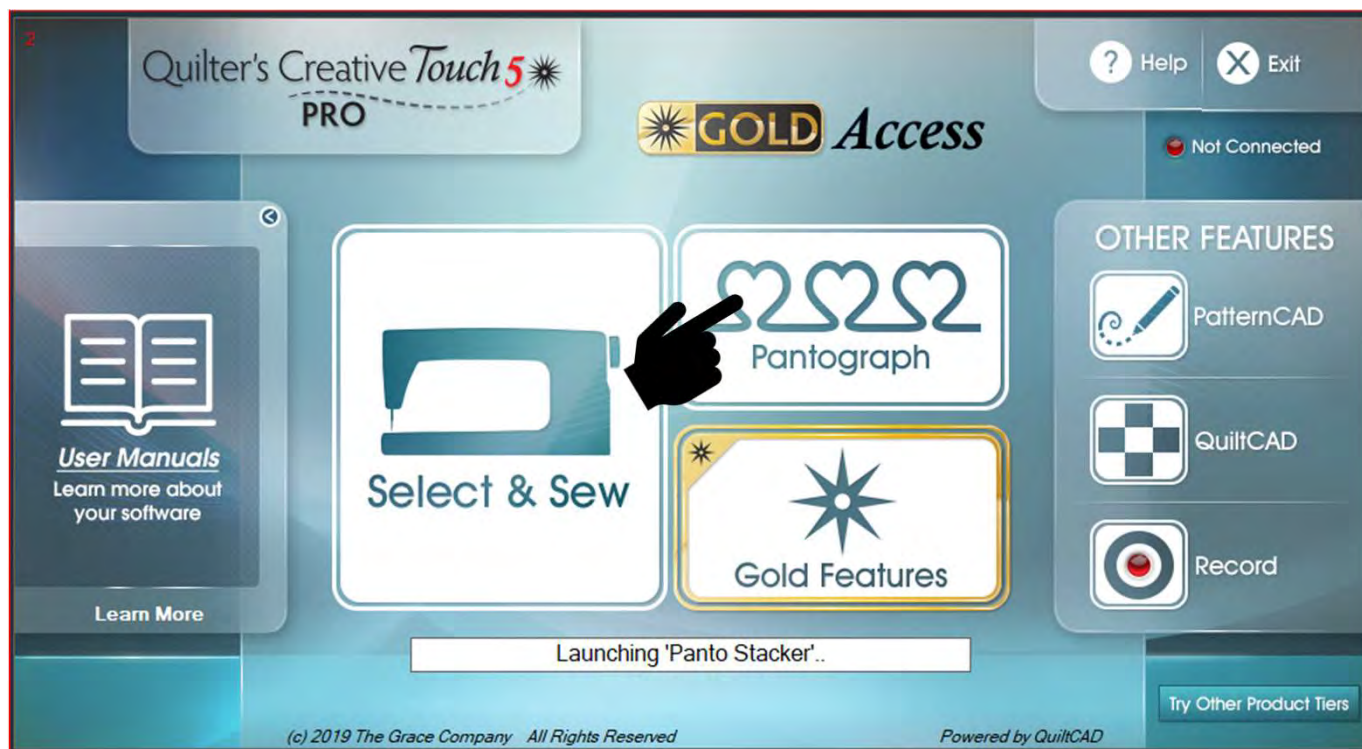 2
Quilter's Creative Touch 5
PRO
GOLD Access
Help
Exit
Not Connected
User Manuals
Learn more about
your software
Learn More
Select & Sew
Pantograph
Gold Features
OTHER FEATURES
PatternCAD
QuiltCAD
Record
Launching 'Panto Stacker'..
Try Other Product Tiers
(c) 2019 The Grace Company All Rights Reserved
Powered by QuiltCAD